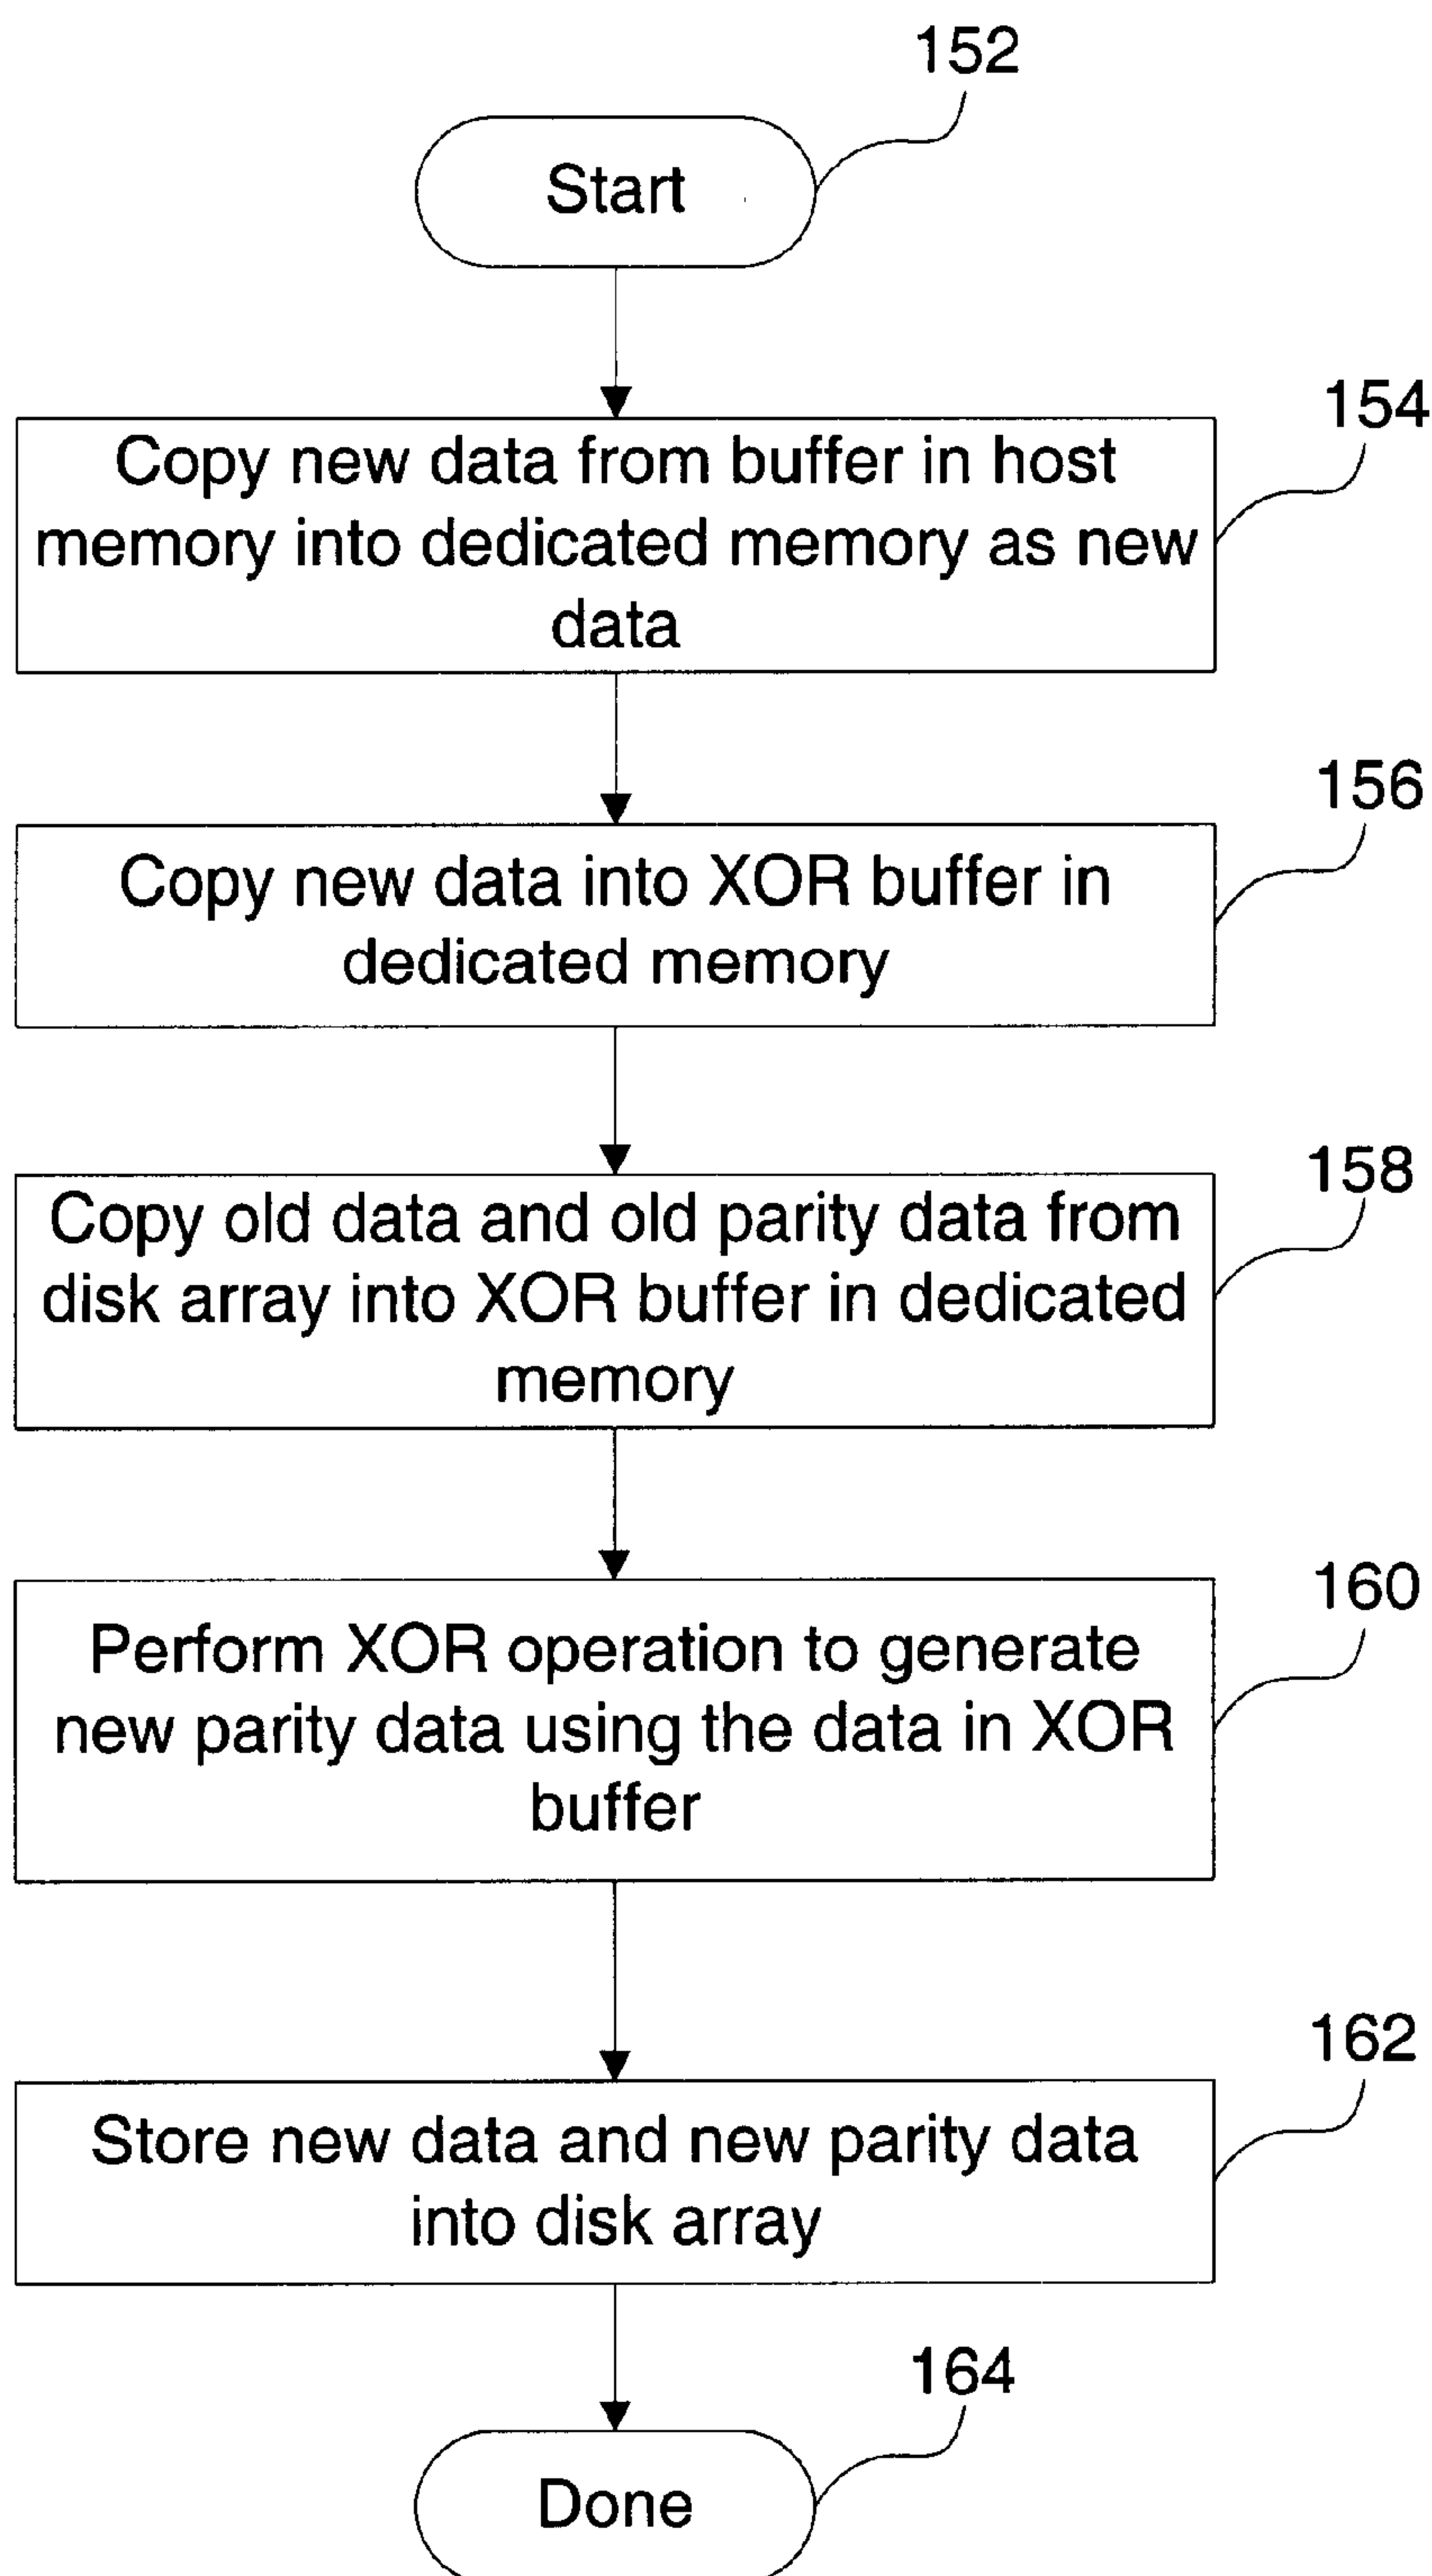 152
Start
154
Copy new data from buffer in host
memory into dedicated memory as new
data
156
Copy new data into XOR buffer in
dedicated memory
158
Copy old data and old parity data from
disk array into XOR buffer in dedicated
memory
160
Perform XOR operation to generate
new parity data using the data in XOR
buffer
162
Store new data and new parity data
into disk array
164
Done